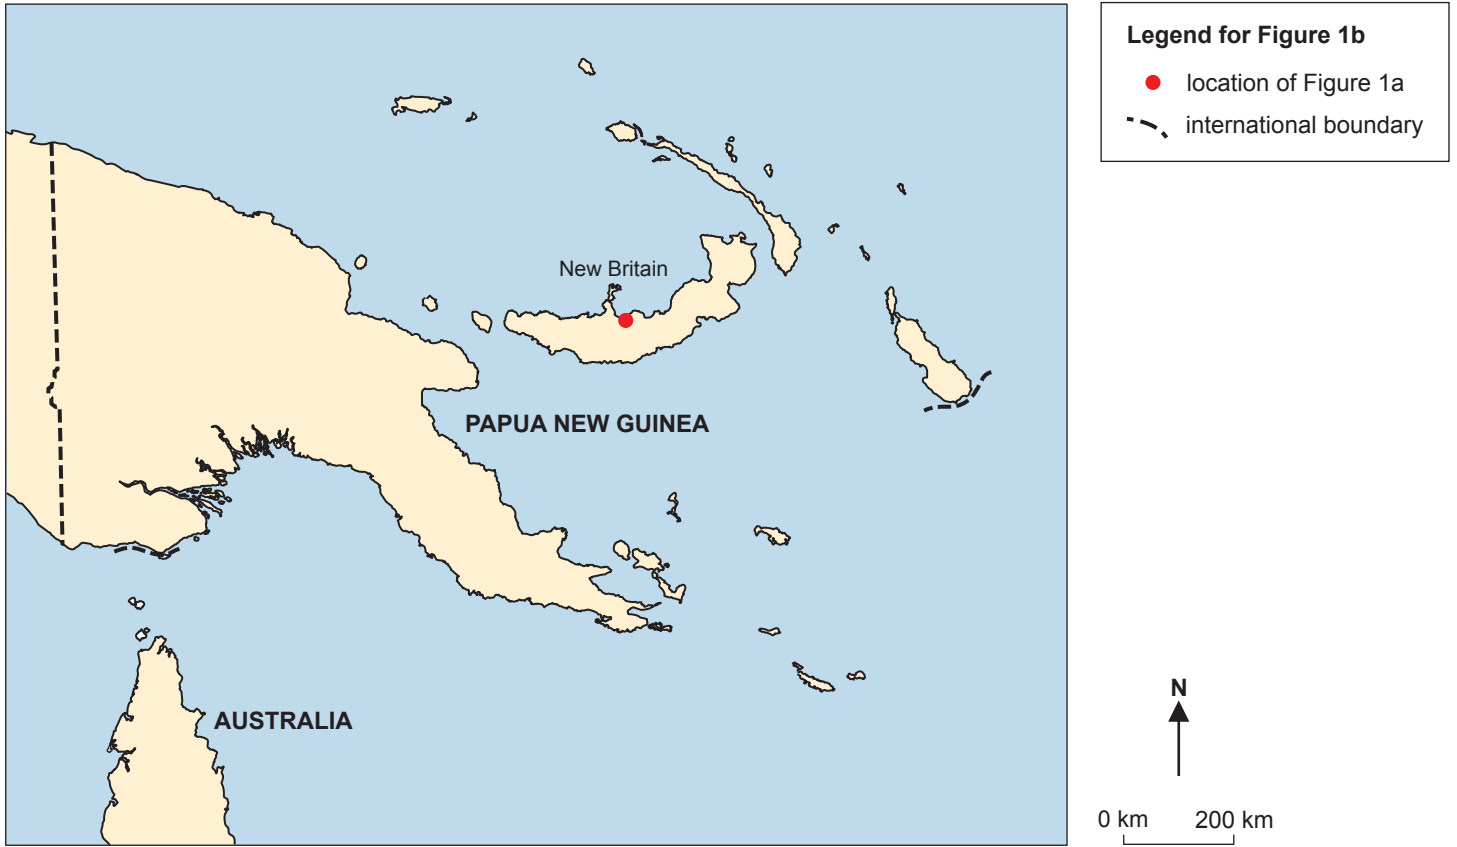 Legend for Figure 1b
location of Figure 1a
international boundary
New Britain
PAPUA NEW GUINEA
AUSTRALIA
N
0 km 200 km